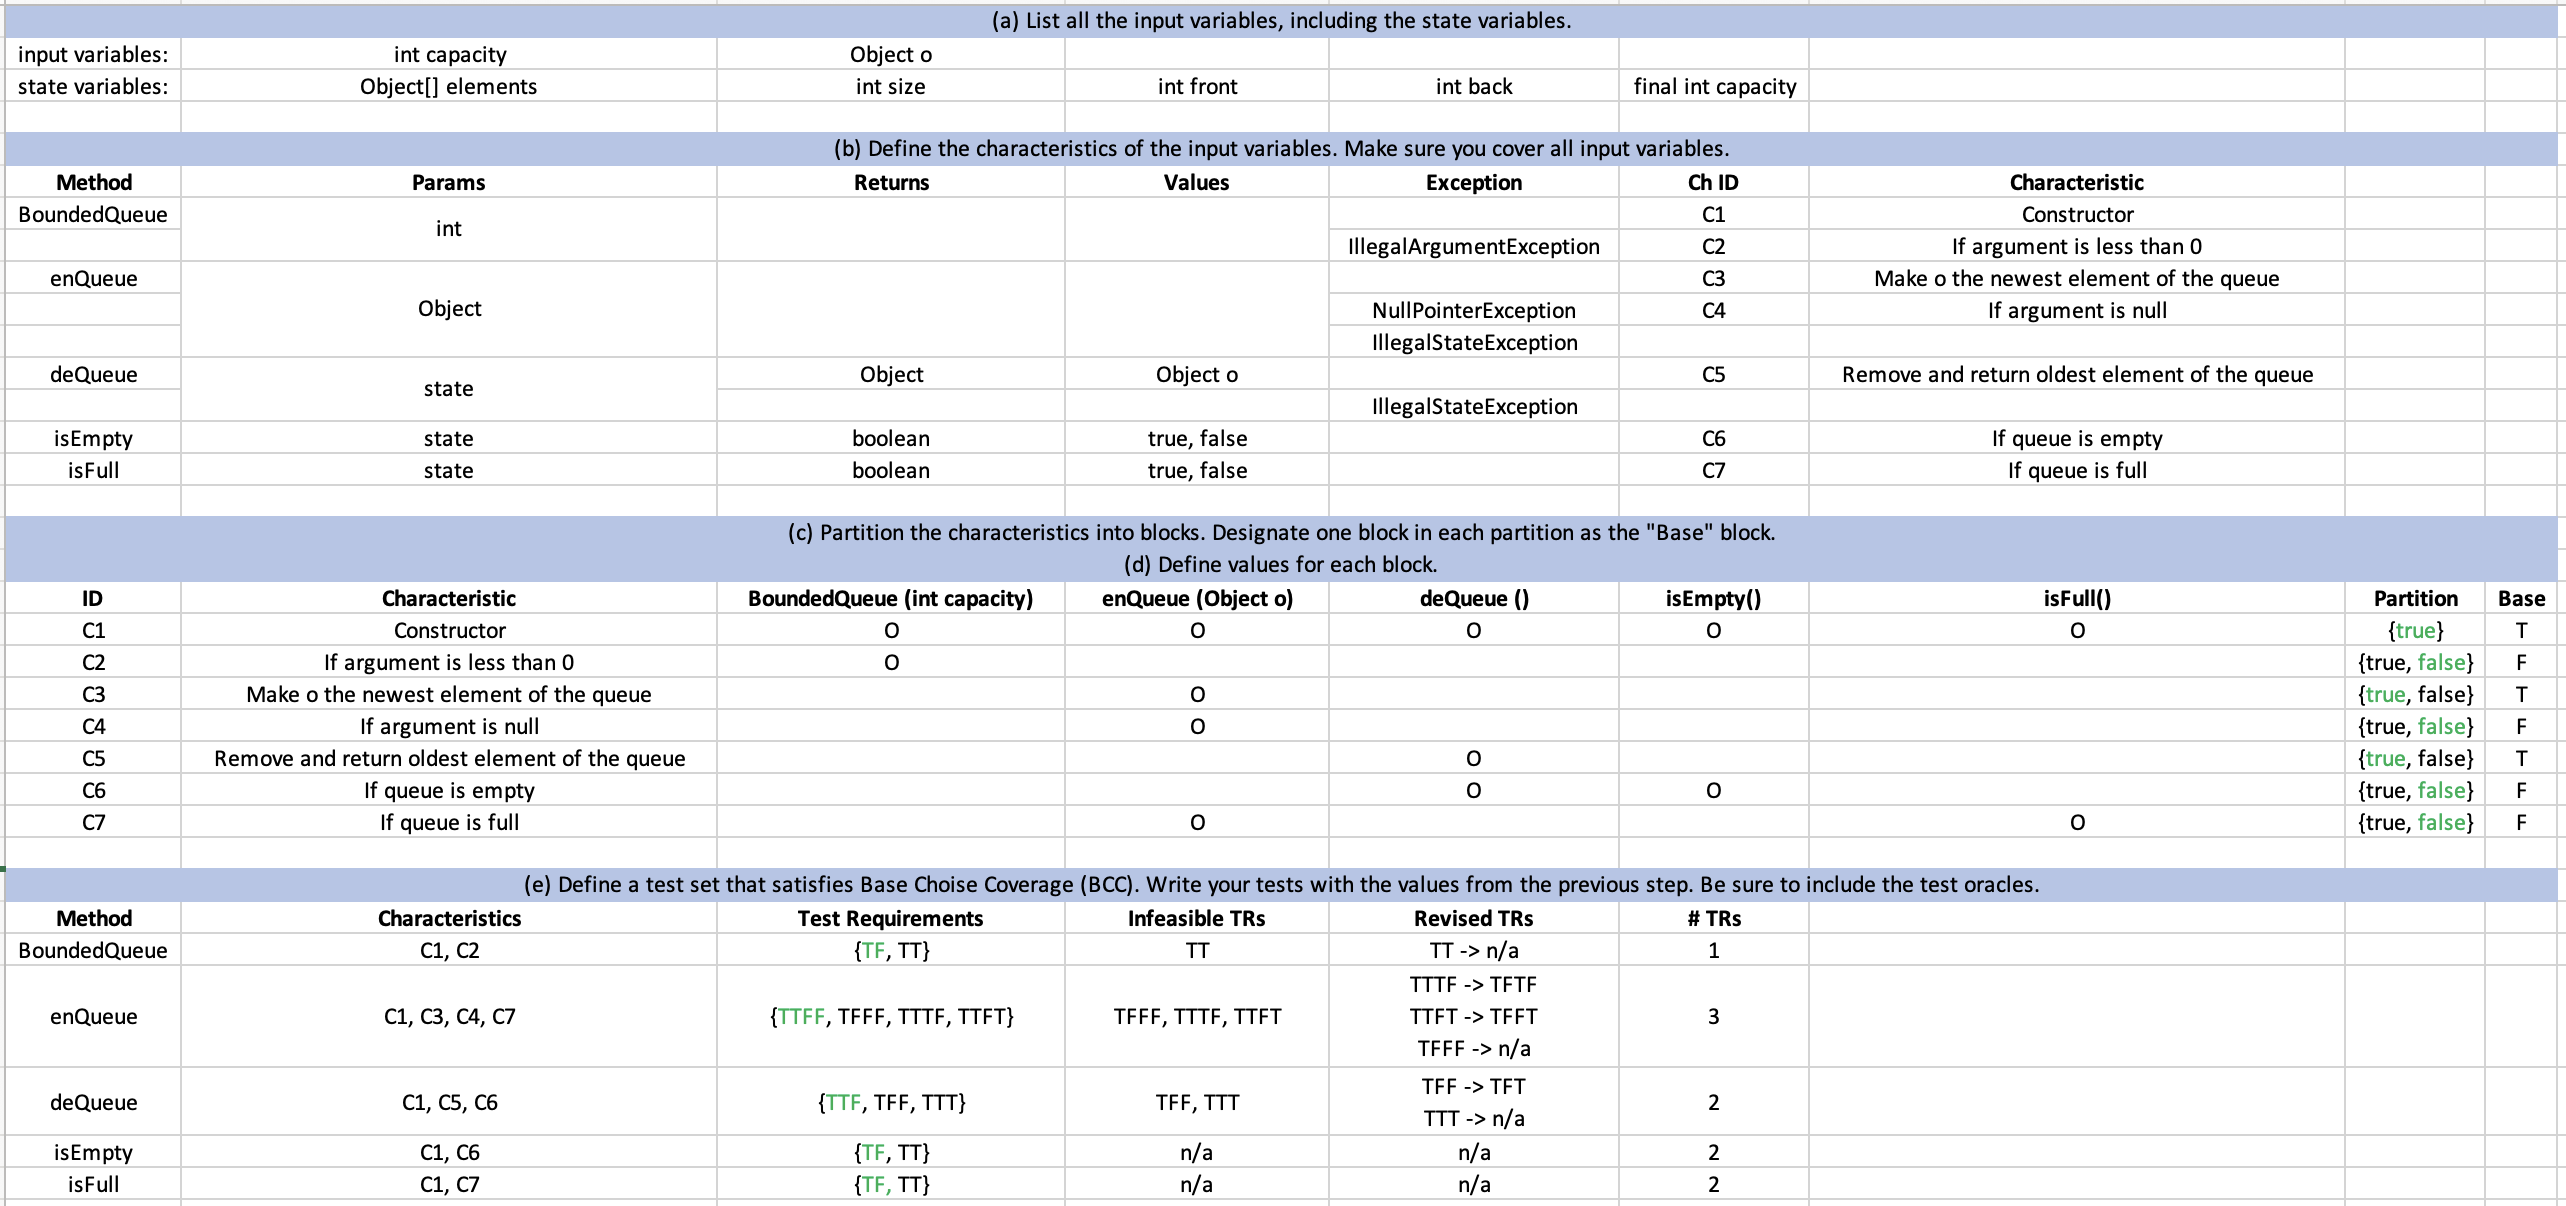 (a) List all the input variables, including the state variables.
input variables: int capacity Object o
state variables: Object[] elements int size int front int back final int capacity
(b) Define the characteristics of the input variables. Make sure you cover all input variables.
Method Params Returns Values Exception Ch ID Characteristic
BoundedQueue int C1 Constructor
IllegalArgumentException C2 If argument is less than 0
enQueue Object C3 Make o the newest element of the queue
NullPointerException C4 If argument is null
IllegalStateException
deQueue state Object Object o C5 Remove and return oldest element of the queue
IllegalStateException
isEmpty state boolean true, false C6 If queue is empty
isFull state boolean true, false C7 If queue is full
(c) Partition the characteristics into blocks. Designate one block in each partition as the "Base" block.
(d) Define values for each block.
ID Characteristic BoundedQueue (int capacity) enQueue (Object o) deQueue () isEmpty() isFull() Partition Base
C1 Constructor O O O O O {true} T
C2 If argument is less than 0 O {true, false} F
C3 Make o the newest element of the queue O {true, false} T
C4 If argument is null O {true, false} F
C5 Remove and return oldest element of the queue O {true, false} T
C6 If queue is empty O O {true, false} F
C7 If queue is full O O {true, false} F
(e) Define a test set that satisfies Base Choise Coverage (BCC). Write your tests with the values from the previous step. Be sure to include the test oracles.
Method Characteristics Test Requirements Infeasible TRs Revised TRs # TRs
BoundedQueue C1, C2 {TF, TT} TT TT -> n/a 1
enQueue C1, C3, C4, C7 {TTFF, TFFF, TTTF, TTFT} TFFF, TTTF, TTFT TTTF -> TFTF
TTFT -> TFFT
TFFF -> n/a 3
deQueue C1, C5, C6 {TTF, TFF, TTT} TFF, TTT TFF -> TFT
TTT -> n/a 2
isEmpty C1, C6 {TF, TT} n/a n/a 2
isFull C1, C7 {TF, TT} n/a n/a 2